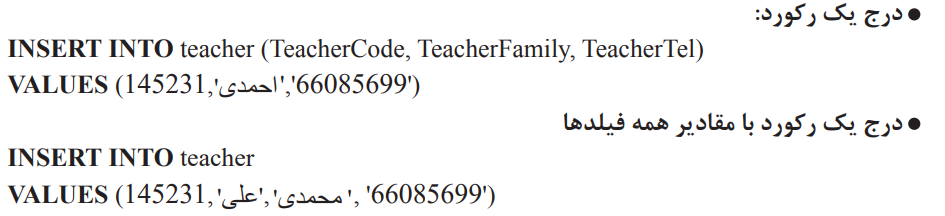 ● درج یک رکورد:
INSERT INTO teacher (TeacherCode, TeacherFamily, TeacherTel)
VALUES (145231,'احمدی','66085699')
● درج یک رکورد با مقادیر همه فیلدها
INSERT INTO teacher
VALUES (145231,'علی','محمدی ', '66085699')